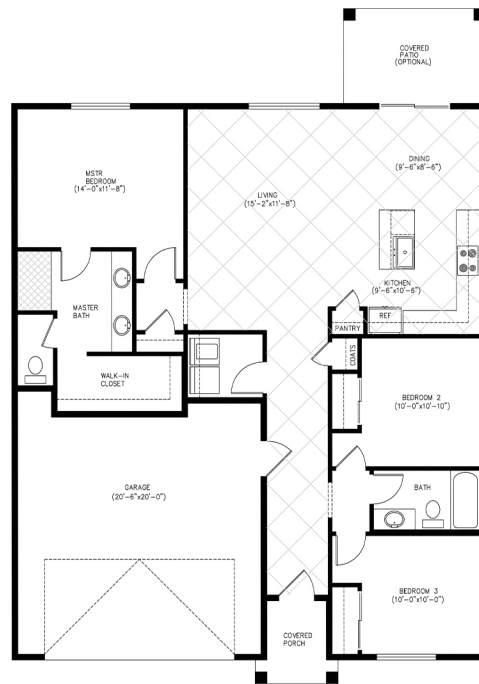 COVERED
PATIO
(OPTIONAL)
MSTR
BEDROOM
(14'-0"x11'-8")
LIVING
(15'-2"x11'-8")
DINING
(9'-6"x8'-6")
KITCHEN
(9'-6"x10'-6")
MASTER
BATH
PANTRY
REF
COATS
WALK-IN
CLOSET
BEDROOM 2
(10'-0"x10'-10")
GARAGE
(20'-6"x20'-0")
BATH
BEDROOM 3
(10'-0"x10'-0")
COVERED
PORCH